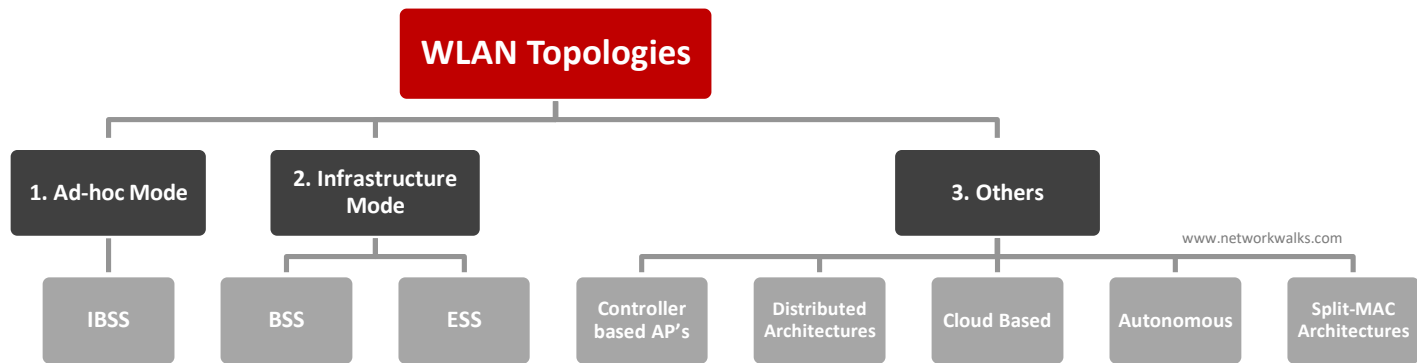 WLAN Topologies
1. Ad-hoc Mode
2. Infrastructure
Mode
3. Others
www.networkwalks.com
IBSS
BSS
ESS
Controller
based AP's
Distributed
Architectures
Cloud Based
Autonomous
Split-MAC
Architectures